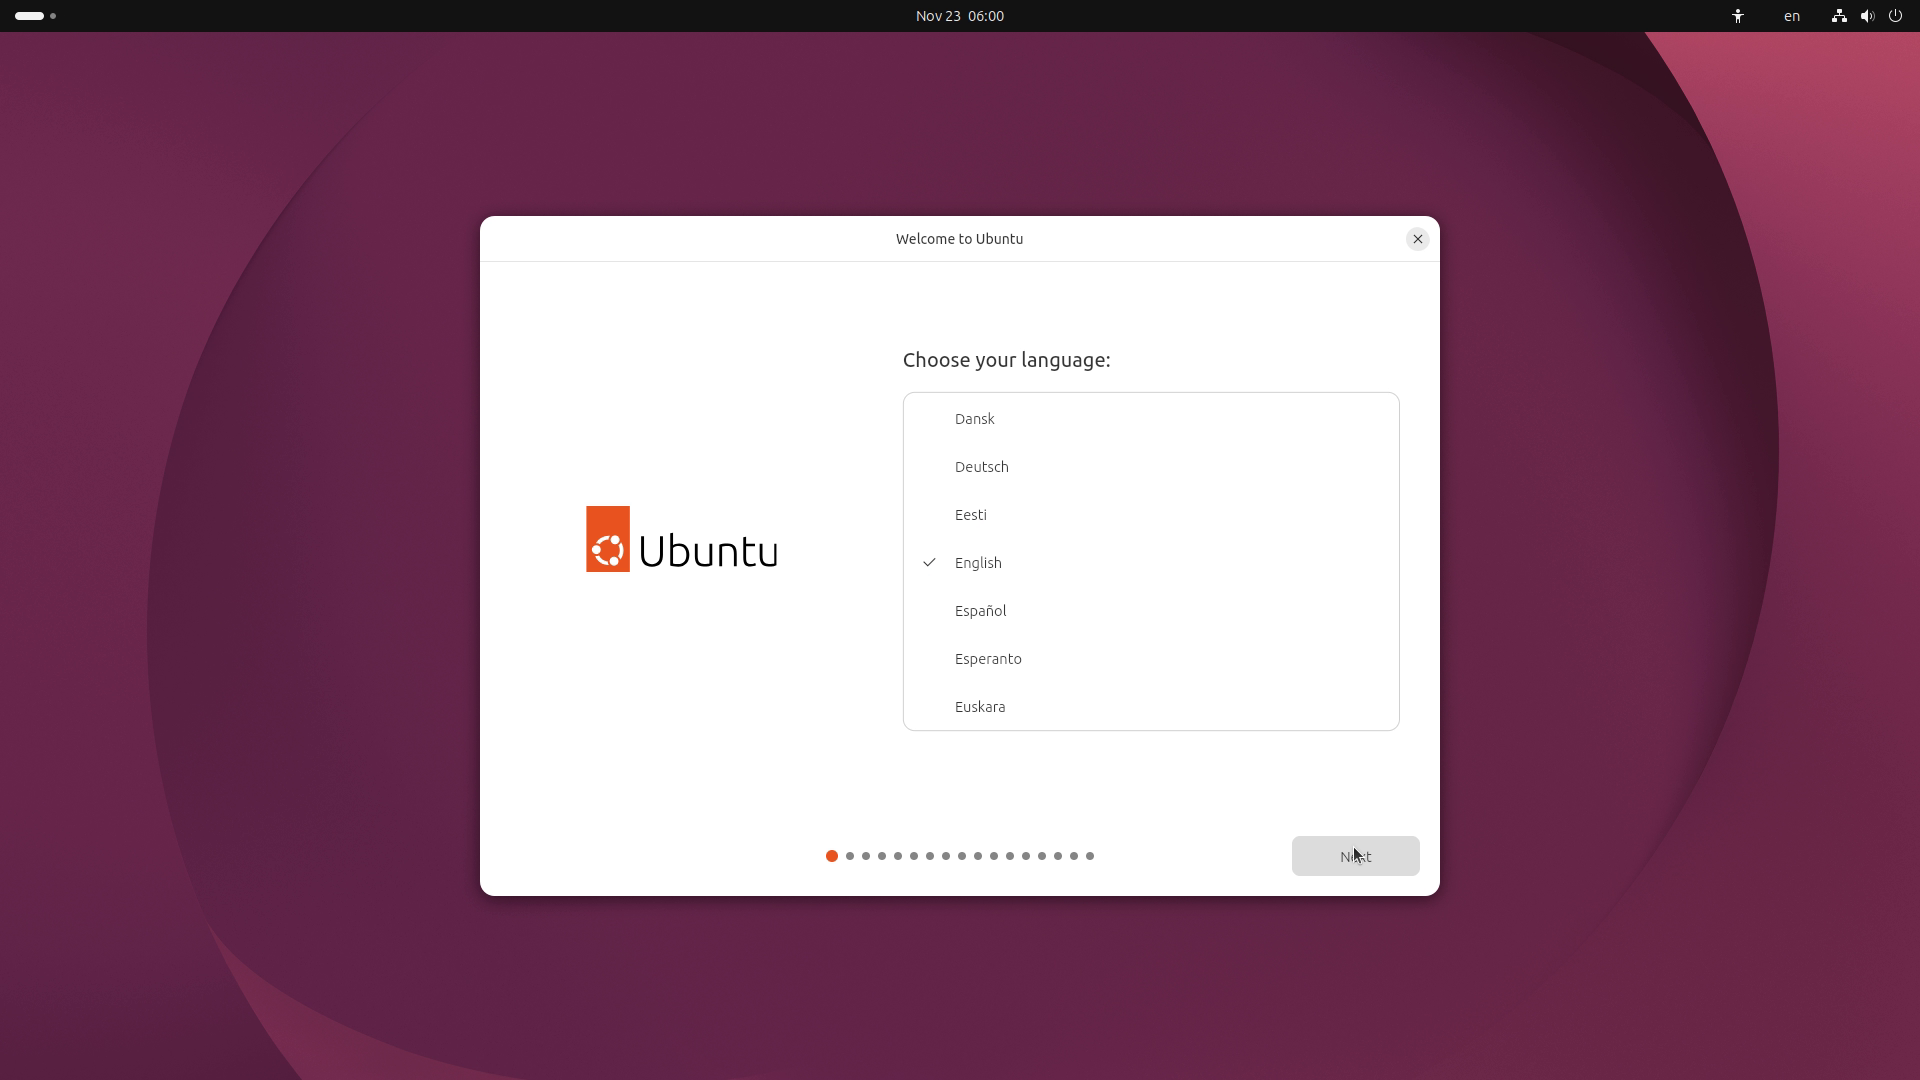 Nov 23 06:00
en
Welcome to Ubuntu
Choose your language:
Dansk
Deutsch
Eesti
English
Español
Esperanto
Euskara
Ubuntu
Next